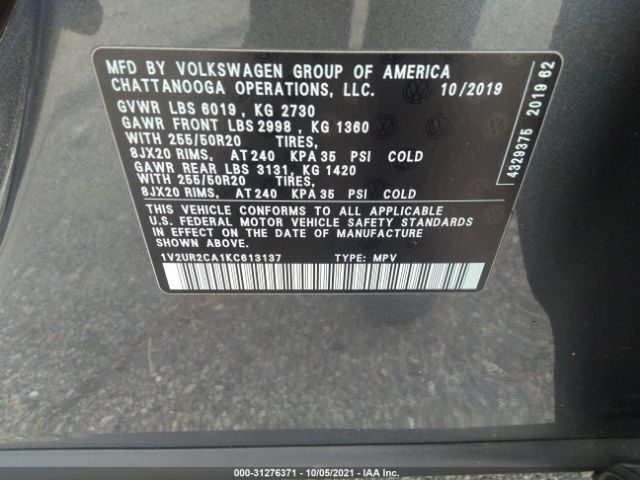 MFD BY VOLKSWAGEN GROUP OF AMERICA
CHATTANOOGA OPERATIONS, LLC. 10/2019
GVWR LBS 6019 , KG 2730
GAWR FRONT LBS 2998 , KG 1360
WITH 255/50R20 TIRES,
8JX20 RIMS, AT 240 KPA 35 PSI COLD
GAWR REAR LBS 3131, KG 1420
WITH 255/50R20 TIRES,
8JX20 RIMS, AT 240 KPA 35 PSI COLD
THIS VEHICLE CONFORMS TO ALL APPLICABLE
U.S. FEDERAL MOTOR VEHICLE SAFETY STANDARDS
IN EFFECT ON THE DATE OF MANUFACTURE
SHOWN ABOVE.
1V2UR2CA1KC613137 TYPE: MPV
4329375 2019 62
000-31276371 - 10/05/2021 - IAA Inc.